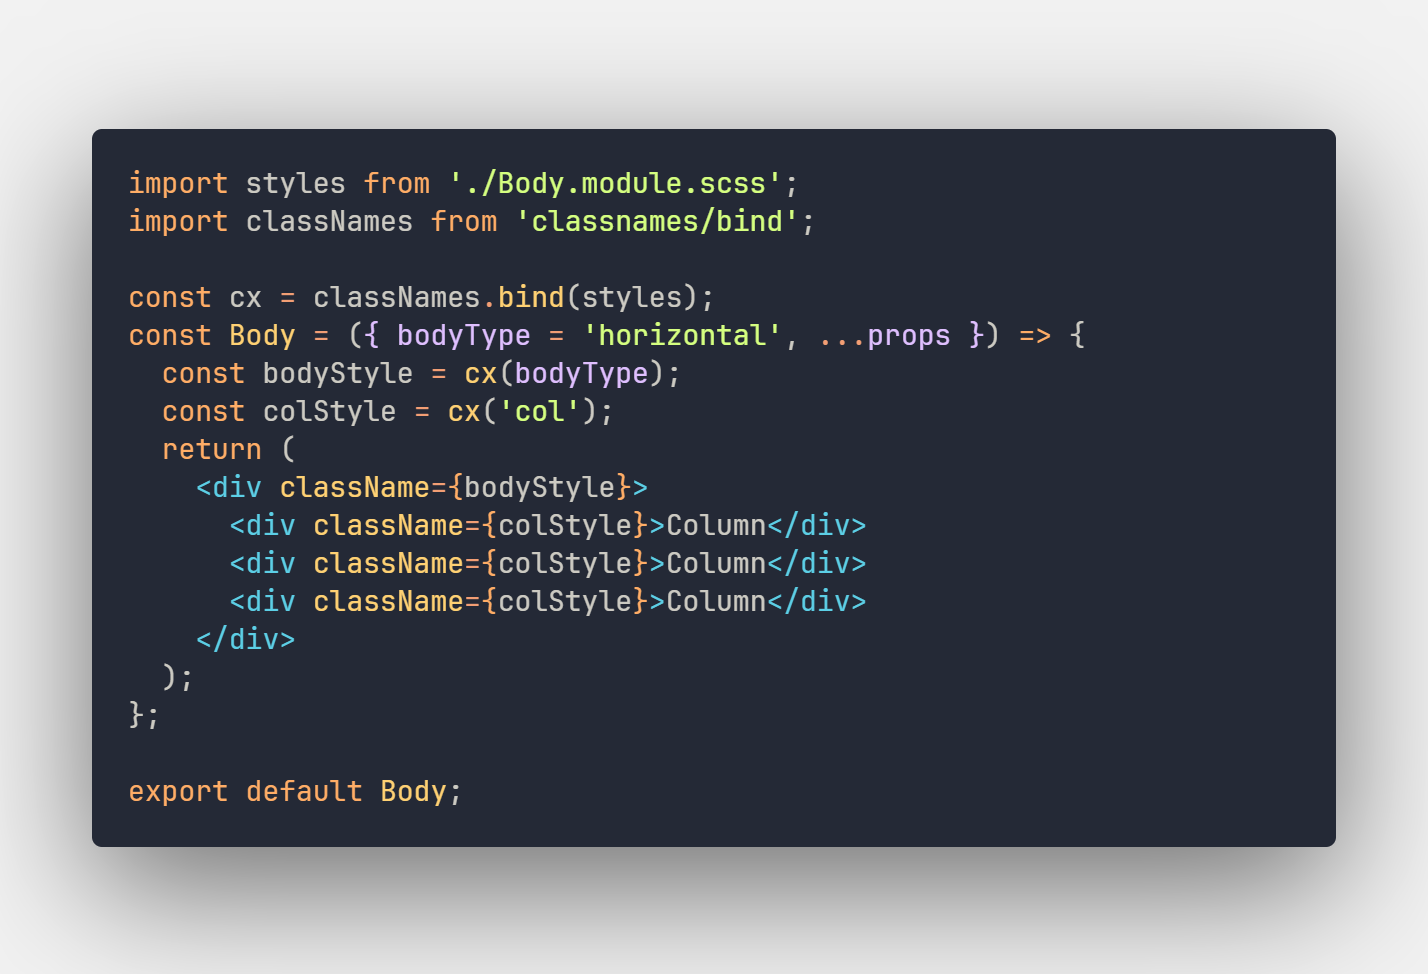 import styles from './Body.module.scss';
import classNames from 'classnames/bind';

const cx = classNames.bind(styles);
const Body = ({ bodyType = 'horizontal', ...props }) => {
  const bodyStyle = cx(bodyType);
  const colStyle = cx('col');
  return (
    <div className={bodyStyle}>
      <div className={colStyle}>Column</div>
      <div className={colStyle}>Column</div>
      <div className={colStyle}>Column</div>
    </div>
  );
};

export default Body;